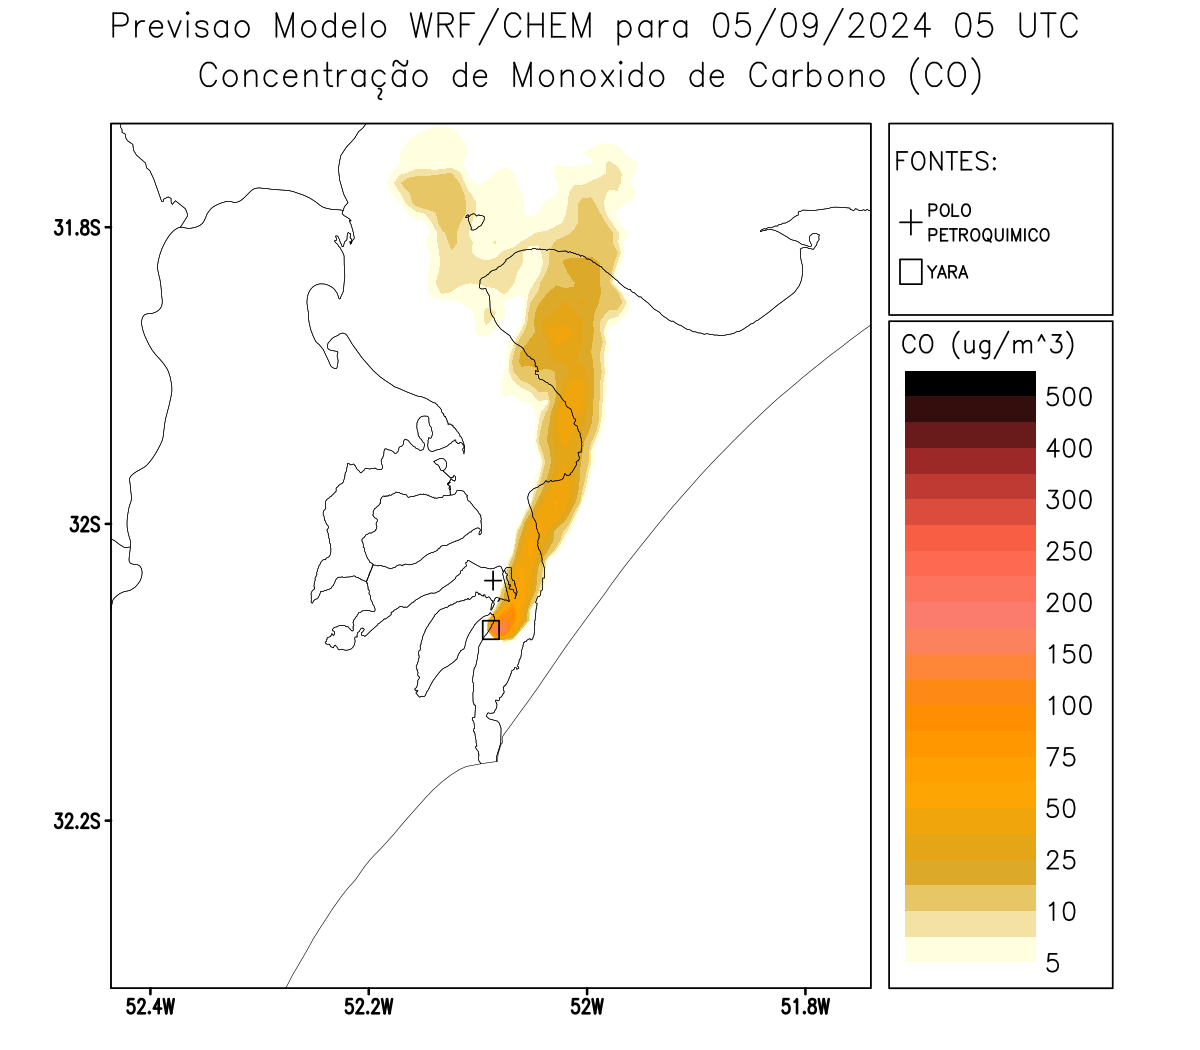 Previsao Modelo WRF/CHEM para 05/09/2024 05 UTC
Concentração de Monoxido de Carbono (CO)
FONTES:
POLO
PETROQUIMICO
YARA
CO (ug/m^3)
500
400
300
250
200
150
100
75
50
25
10
5
31.8S
32S
32.2S
52.4W
52.2W
52W
51.8W